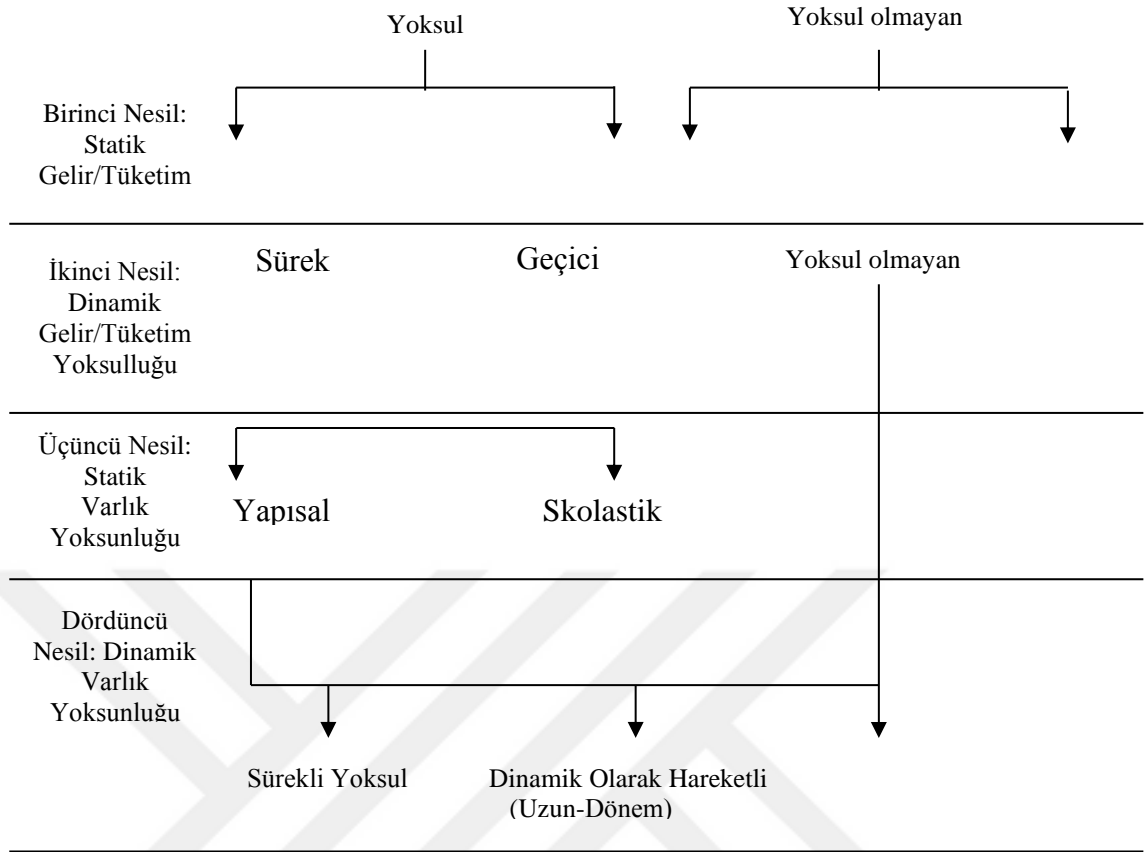 Yoksul
Yoksul olmayan
Birinci Nesil:
Statik
Gelir/Tüketim
İkinci Nesil:
Dinamik
Gelir/Tüketim
Yoksulluğu
Sürek
Geçici
Yoksul olmayan
Üçüncü Nesil:
Statik
Varlık
Yoksunluğu
Yapısal
Skolastik
Dördüncü
Nesil: Dinamik
Varlık
Yoksunluğu
Sürekli Yoksul
Dinamik Olarak Hareketli
(Uzun-Dönem)